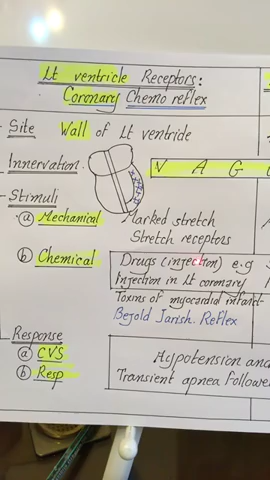 Lt ventricle Receptors:
Coronary Chemo reflex
Site Wall of Lt ventricle
Innervation V A G
Stimuli
(a) Mechanical Marked stretch
Stretch receptors
(b) Chemical Drugs (injection) e.g
Injection in Lt coronary
Toxins of myocardial infarct
Bezold Jarish. Reflex
Response
(a) CVS Hypotension and
(b) Resp Transient apnea followe